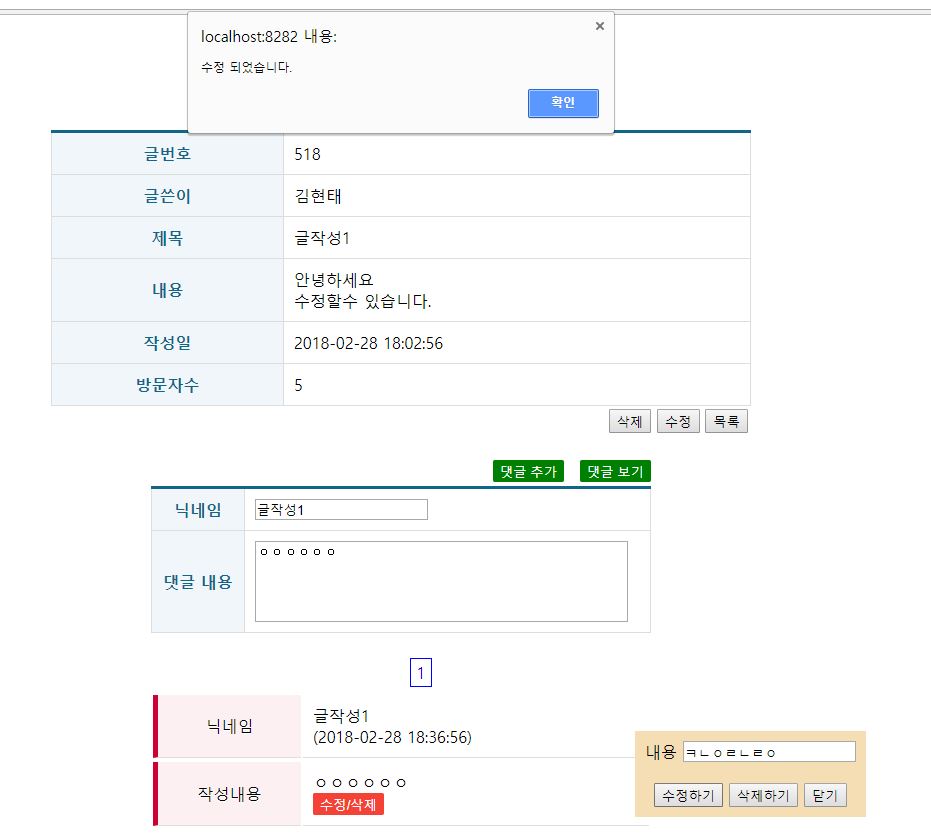 localhost:8282 내용:
×
수정 되었습니다.
확인
글번호 518
글쓴이 김현태
제목 글작성1
내용 안녕하세요
수정할수 있습니다.
작성일 2018-02-28 18:02:56
방문자수 5
삭제 수정 목록
댓글 추가 댓글 보기
닉네임 글작성1
댓글 내용 ㅇㅇㅇㅇㅇㅇ
1
닉네임 글작성1
(2018-02-28 18:36:56)
작성내용 ㅇㅇㅇㅇㅇㅇ
수정/삭제
내용 ㅋㄴㅇㄹㄴㄹㅇ
수정하기 삭제하기 닫기